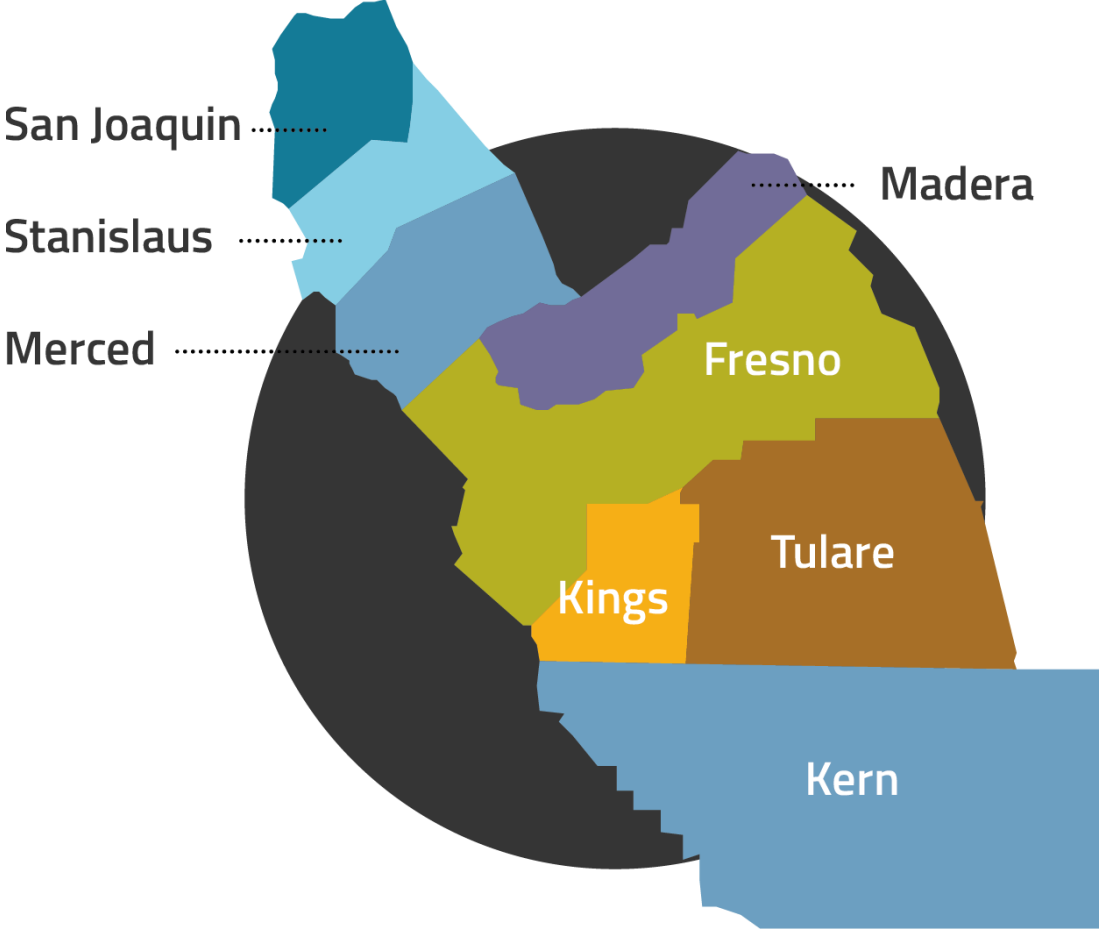 San Joaquin
Madera
Stanislaus
Merced
Fresno
Tulare
Kings
Kern